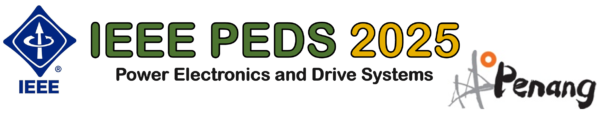 IEEE PEDS 2025
Power Electronics and Drive Systems
IEEE
®
Penang